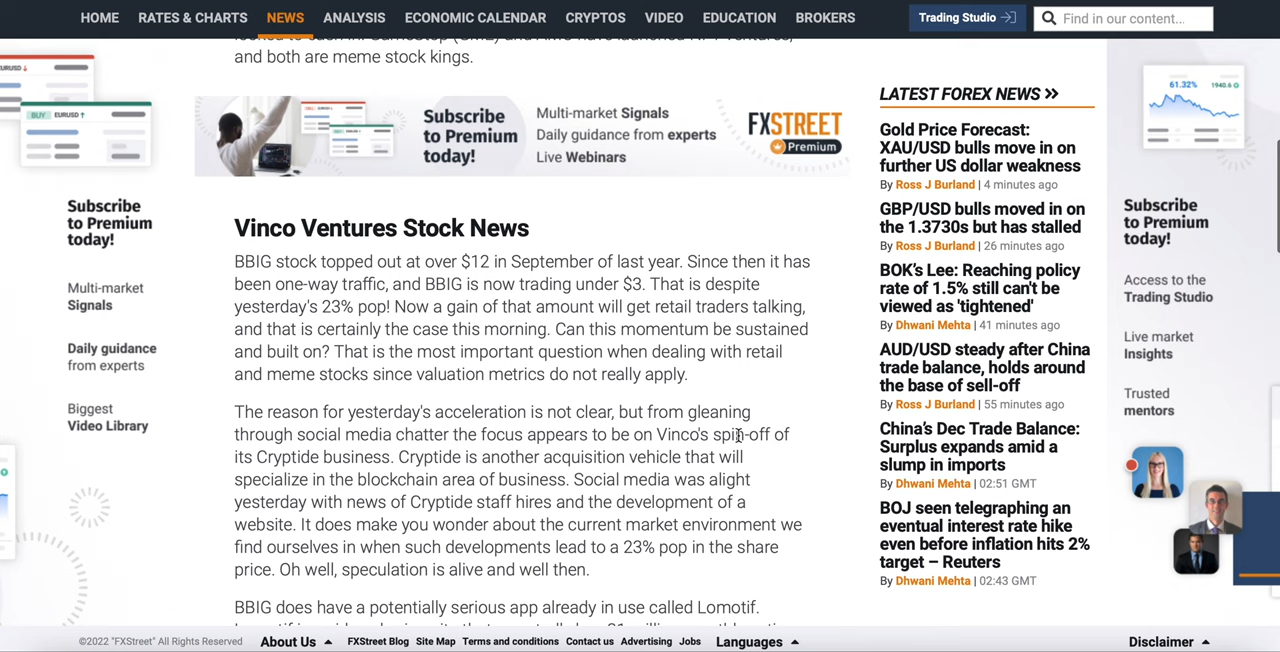 HOME RATES & CHARTS NEWS ANALYSIS ECONOMIC CALENDAR CRYPTOS VIDEO EDUCATION BROKERS Trading Studio Find in our content...
and both are meme stock kings.
EURUSD
BUY EURUSD
Subscribe
to Premium
today!
Multi-market
Signals
Daily guidance
from experts
Biggest
Video Library
Subscribe
to Premium
today!
Multi-market Signals
Daily guidance from experts
Live Webinars
FXSTREET
Premium
Vinco Ventures Stock News
BBIG stock topped out at over $12 in September of last year. Since then it has
been one-way traffic, and BBIG is now trading under $3. That is despite
yesterday's 23% pop! Now a gain of that amount will get retail traders talking,
and that is certainly the case this morning. Can this momentum be sustained
and built on? That is the most important question when dealing with retail
and meme stocks since valuation metrics do not really apply.
The reason for yesterday's acceleration is not clear, but from gleaning
through social media chatter the focus appears to be on Vinco's spin-off of
its Cryptide business. Cryptide is another acquisition vehicle that will
specialize in the blockchain area of business. Social media was alight
yesterday with news of Cryptide staff hires and the development of a
website. It does make you wonder about the current market environment we
find ourselves in when such developments lead to a 23% pop in the share
price. Oh well, speculation is alive and well then.
BBIG does have a potentially serious app already in use called Lomotif.
LATEST FOREX NEWS
Gold Price Forecast:
XAU/USD bulls move in on
further US dollar weakness
By Ross J Burland | 4 minutes ago
GBP/USD bulls moved in on
the 1.3730s but has stalled
By Ross J Burland | 26 minutes ago
BOK's Lee: Reaching policy
rate of 1.5% still can't be
viewed as 'tightened'
By Dhwani Mehta | 41 minutes ago
AUD/USD steady after China
trade balance, holds around
the base of sell-off
By Ross J Burland | 55 minutes ago
China's Dec Trade Balance:
Surplus expands amid a
slump in imports
By Dhwani Mehta | 02:51 GMT
BOJ seen telegraphing an
eventual interest rate hike
even before inflation hits 2%
target – Reuters
By Dhwani Mehta | 02:43 GMT
61.32% 1940.6
Subscribe
to Premium
today!
Access to the
Trading Studio
Live market
Insights
Trusted
mentors
©2022 "FXStreet" All Rights Reserved About Us FXStreet Blog Site Map Terms and conditions Contact us Advertising Jobs Languages Disclaimer